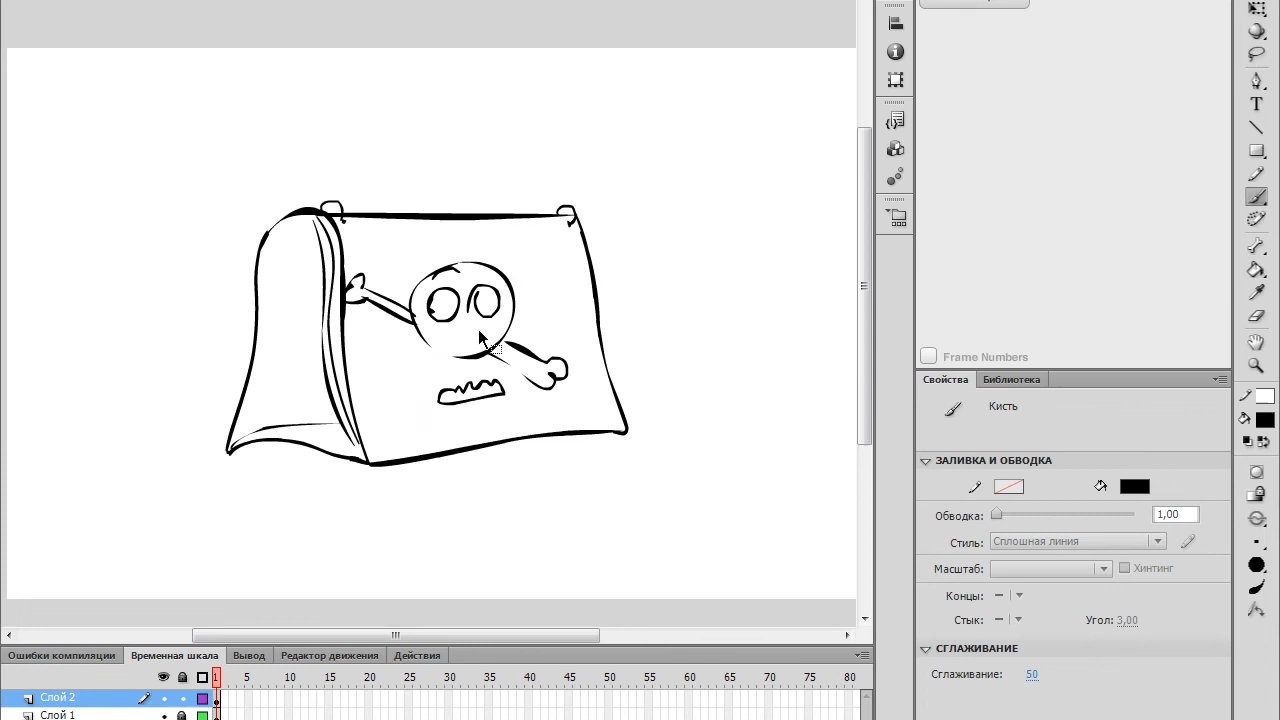 Frame Numbers
Свойства
Библиотека
Кисть
ЗАЛИВКА И ОБВОДКА
Обводка:
1,00
Стиль:
Сплошная линия
Масштаб:
Хинтинг
Концы:
Стык:
Угол: 3,00
СГЛАЖИВАНИЕ
Сглаживание: 50
Ошибки компиляции
Временная шкала
Вывод
Редактор движения
Действия
1 5 10 15 20 25 30 35 40 45 50 55 60 65 70 75 80
Слой 2
Слой 1